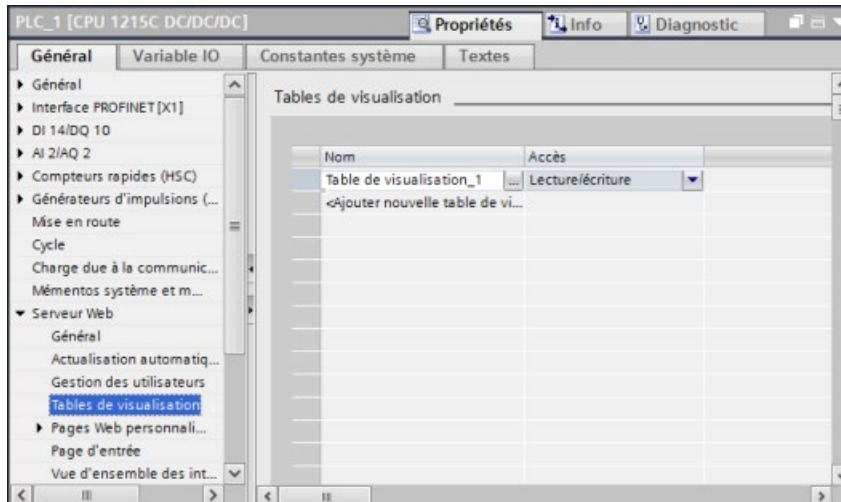 PLC_1 [CPU 1215C DC/DC/DC]
Propriétés
Info
Diagnostic
Général
Variable IO
Constantes système
Textes
Général
Interface PROFINET [X1]
DI 14/DQ 10
AI 2/AQ 2
Compteurs rapides (HSC)
Générateurs d'impulsions (...
Mise en route
Cycle
Charge due à la communic...
Mémentos système et m...
Serveur Web
Général
Actualisation automatiq...
Gestion des utilisateurs
Tables de visualisation
Pages Web personnali...
Page d'entrée
Vue d'ensemble des int...
Tables de visualisation
Nom Accès
Table de visualisation_1 ... Lecture/écriture
<Ajouter nouvelle table de vi...